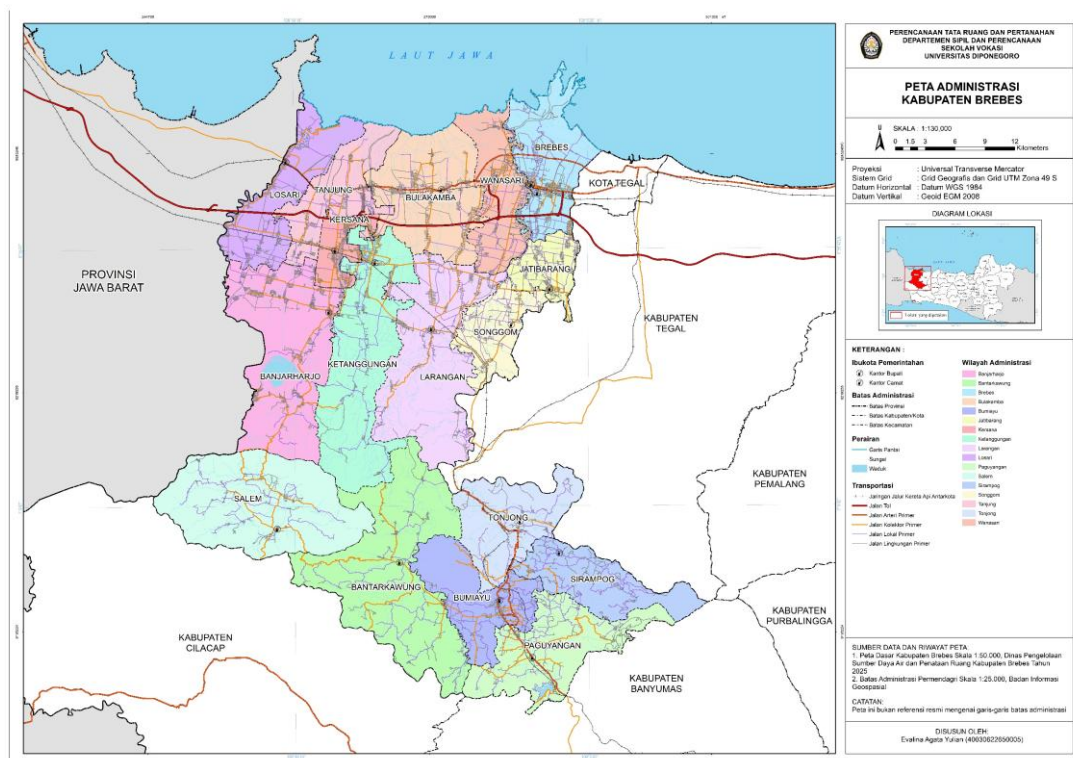 LAUT JAWA
BREBES
LOSARI
TANJUNG
BULAKAMBA
WANASARI
KOTA TEGAL
KERSANA
PROVINSI
JAWA BARAT
JATIBARANG
SONGGOM
KABUPATEN
TEGAL
KETANGGUNGAN
BANJARHARJO
LARANGAN
KABUPATEN
PEMALANG
SALEM
TONJONG
BANTARKAWUNG
BUMIAYU
SIRAMPOG
KABUPATEN
PURBALINGGA
PAGUYANGAN
KABUPATEN
CILACAP
KABUPATEN
BANYUMAS
PERENCANAAN TATA RUANG DAN PERTANAHAN
DEPARTEMEN SIPIL DAN PERENCANAAN
SEKOLAH VOKASI
UNIVERSITAS DIPONEGORO
PETA ADMINISTRASI
KABUPATEN BREBES
SKALA : 1:130,000
0 1.5 3 6 9 12
Kilometers
Proyeksi : Universal Transverse Mercator
Sistem Grid : Grid Geografis dan Grid UTM Zona 49 S
Datum Horizontal : Datum WGS 1984
Datum Vertikal : Geoid EGM 2008
DIAGRAM LOKASI
KETERANGAN :
Ibukota Pemerintahan
Kantor Bupati
Kantor Camat
Batas Administrasi
Batas Provinsi
Batas Kabupaten/Kota
Batas Kecamatan
Perairan
Garis Pantai
Sungai
Waduk
Transportasi
Jaringan Jalur Kereta Api Antarkota
Jalan Tol
Jalan Arteri Primer
Jalan Kolektor Primer
Jalan Lokal Primer
Jalan Lingkungan Primer
Wilayah Administrasi
Banjarharjo
Bantarkawung
Brebes
Bulakamba
Bumiayu
Jatibarang
Kersana
Ketanggungan
Larangan
Losari
Paguyangan
Salem
Sirampog
Songgom
Tanjung
Tonjong
Wanasari
SUMBER DATA DAN RIWAYAT PETA:
1. Peta Dasar Kabupaten Brebes Skala 1:50.000, Dinas Pengelolaan
Sumber Daya Air dan Penataan Ruang Kabupaten Brebes Tahun
2025
2. Batas Administrasi Permendagri Skala 1:25.000, Badan Informasi
Geospasial
CATATAN:
Peta ini bukan referensi resmi mengenai garis-garis batas administrasi
DISUSUN OLEH:
Evalina Agata Yulian (40030622650005)